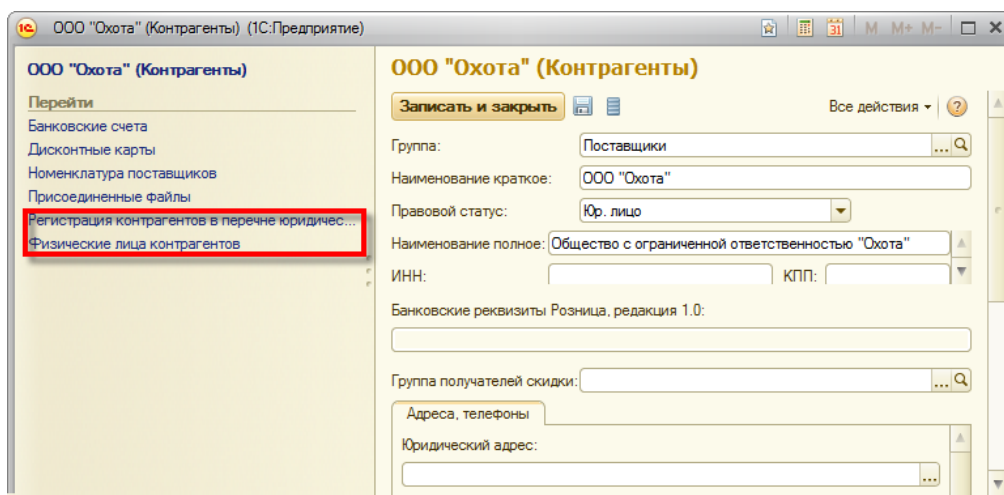 ООО "Охота" (Контрагенты) (1С:Предприятие)
M M+ M-
ООО "Охота" (Контрагенты)
Перейти
Банковские счета
Дисконтные карты
Номенклатура поставщиков
Присоединенные файлы
Регистрация контрагентов в перечне юридичес...
Физические лица контрагентов
ООО "Охота" (Контрагенты)
Записать и закрыть
Все действия
Группа: Поставщики
Наименование краткое: ООО "Охота"
Правовой статус: Юр. лицо
Наименование полное: Общество с ограниченной ответственностью "Охота"
ИНН: КПП:
Банковские реквизиты Розница, редакция 1.0:
Группа получателей скидки:
Адреса, телефоны
Юридический адрес: